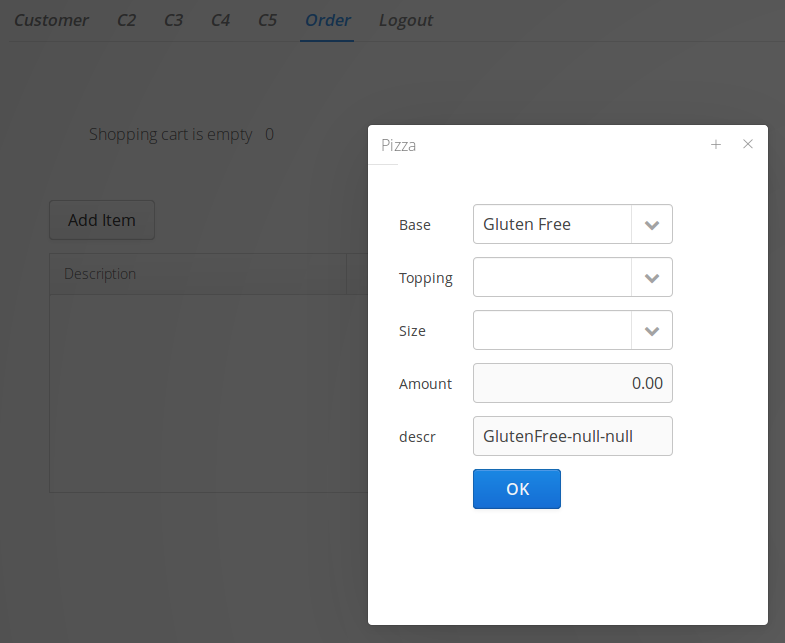 Customer C2 C3 C4 C5 Order Logout
Shopping cart is empty 0
Add Item
Description
Pizza
Base Gluten Free
Topping
Size
Amount 0.00
descr GlutenFree-null-null
OK